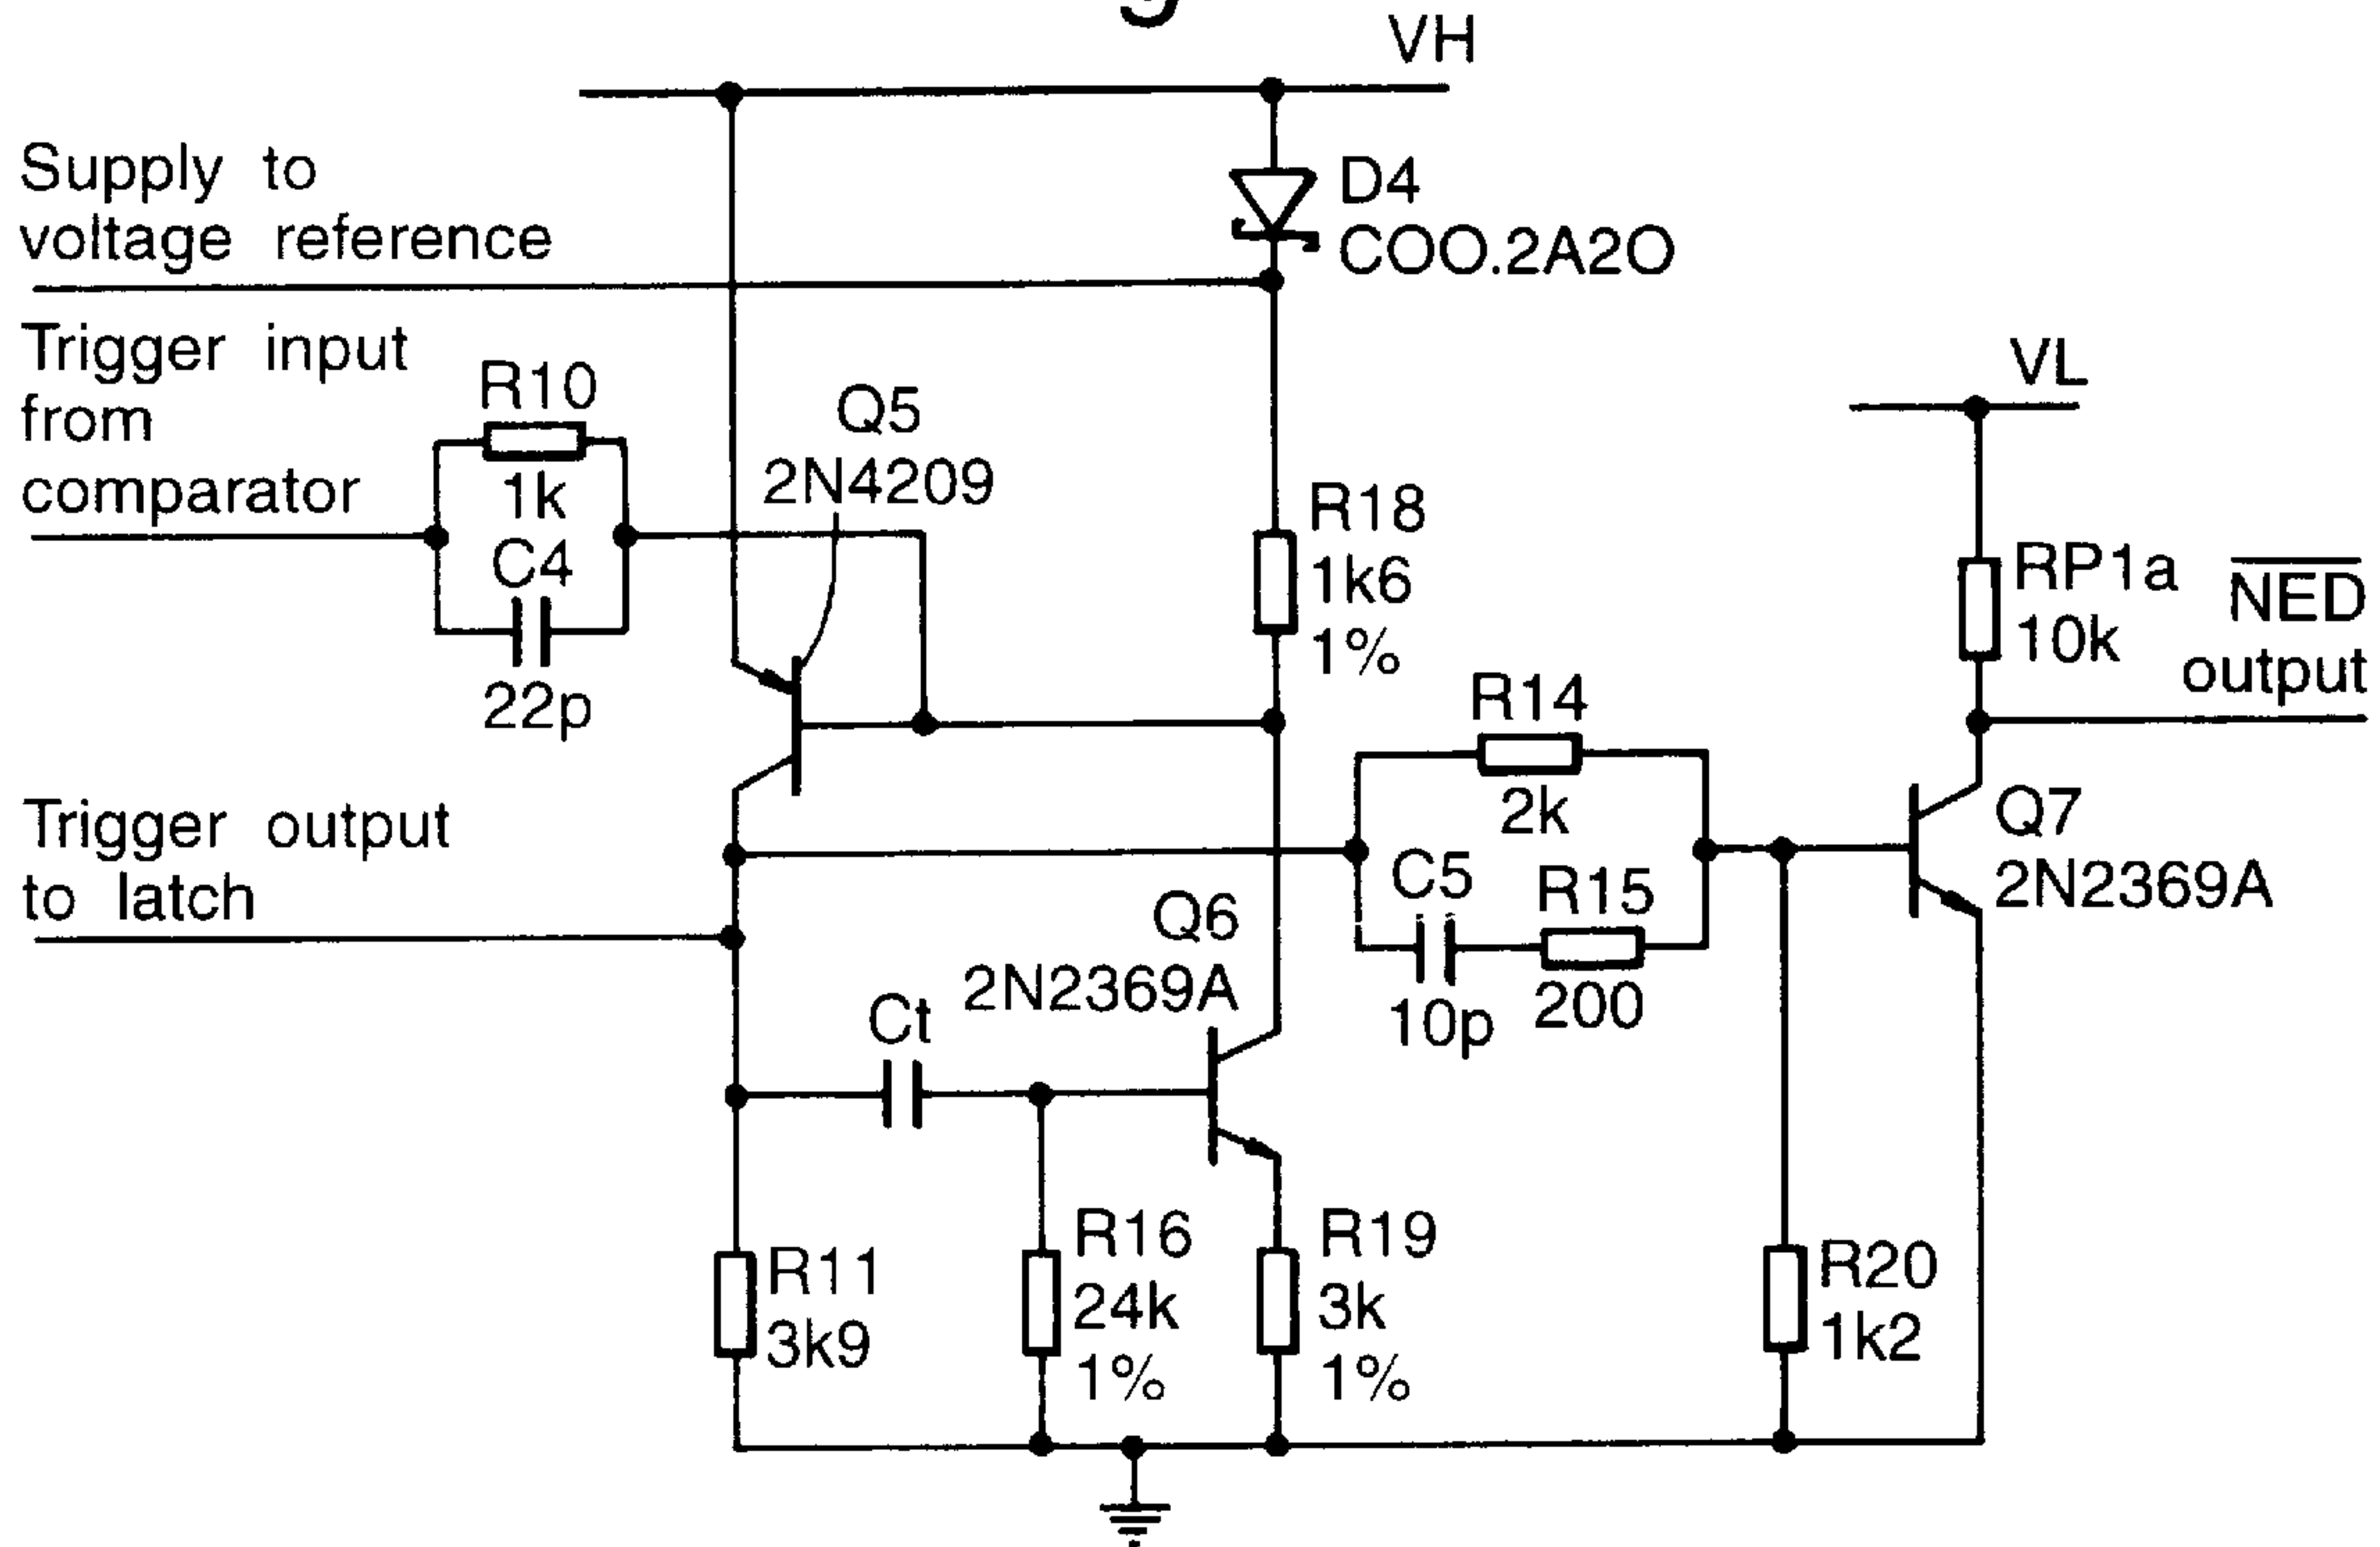 VH
Supply to
voltage reference
D4
COO.2A2O
Trigger input
from
comparator
R10
1k
C4
22p
Q5
2N4209
R18
1k6
1%
VL
RP1a
10k
NED
output
R14
2k
C5
10p
R15
200
Q7
2N2369A
Trigger output
to latch
Q6
2N2369A
Ct
R11
3k9
R16
24k
1%
R19
3k
1%
R20
1k2